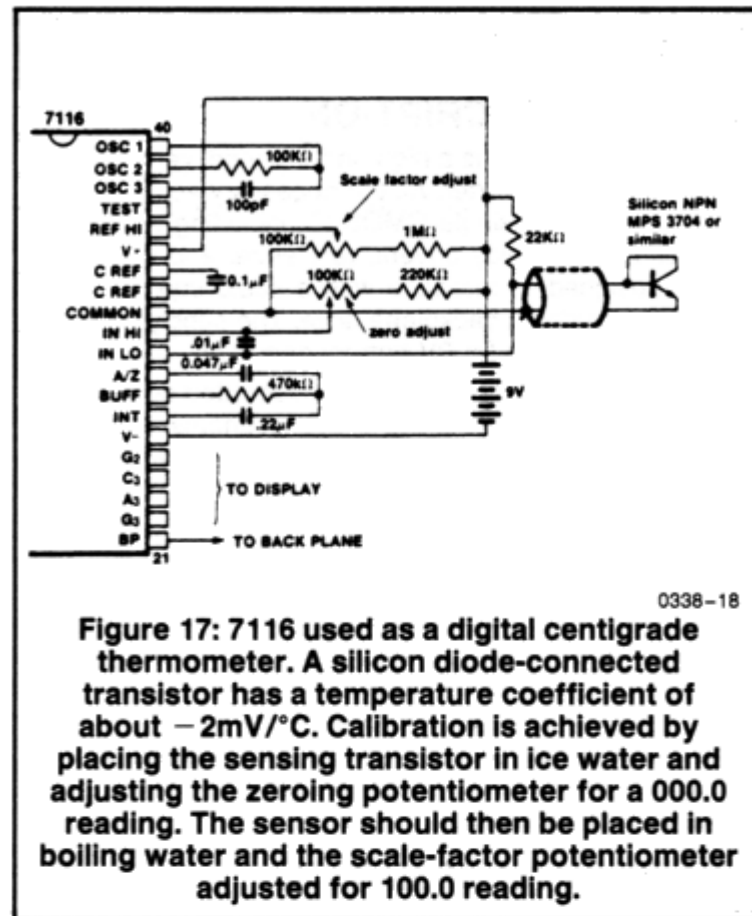 7116
40
OSC 1
OSC 2
OSC 3
TEST
REF HI
V-
C REF
C REF
COMMON
IN HI
IN LO
A/Z
BUFF
INT
V-
G2
C3
A3
G3
BP
21
100KΩ
100pF
Scale factor adjust
100KΩ
1MΩ
0.1μF
100KΩ
220KΩ
zero adjust
.01μF
0.047μF
470kΩ
.22μF
22KΩ
Silicon NPN
MPS 3704 or
similar
9V
TO DISPLAY
TO BACK PLANE
0338-18
Figure 17: 7116 used as a digital centigrade
thermometer. A silicon diode-connected
transistor has a temperature coefficient of
about −2mV/°C. Calibration is achieved by
placing the sensing transistor in ice water and
adjusting the zeroing potentiometer for a 000.0
reading. The sensor should then be placed in
boiling water and the scale-factor potentiometer
adjusted for 100.0 reading.